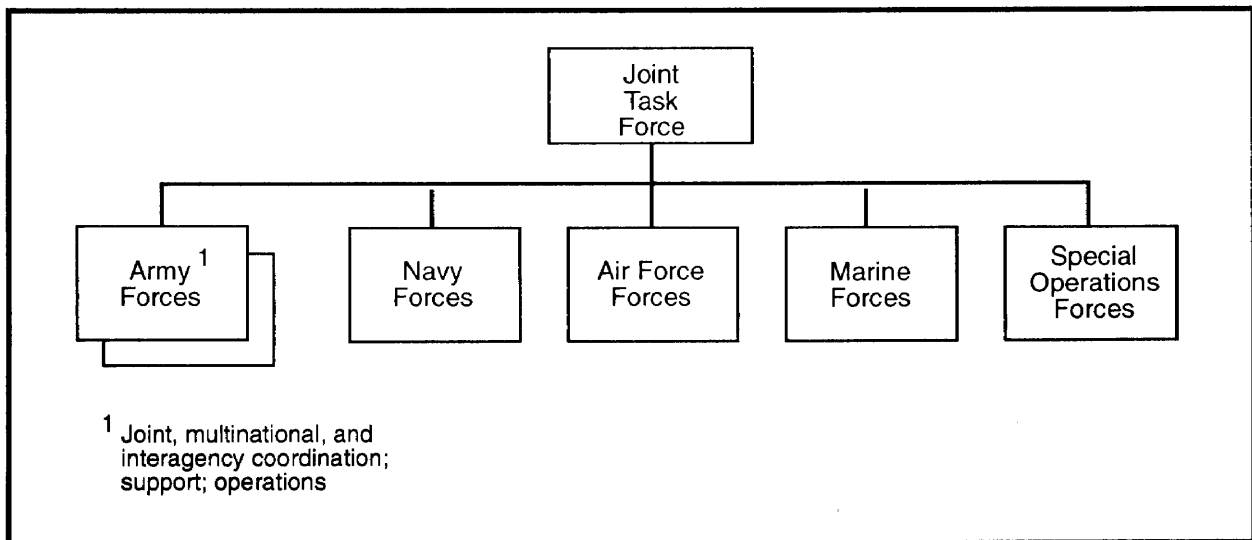 Joint
Task
Force
Army 1
Forces
Navy
Forces
Air Force
Forces
Marine
Forces
Special
Operations
Forces
1 Joint, multinational, and
interagency coordination;
support; operations